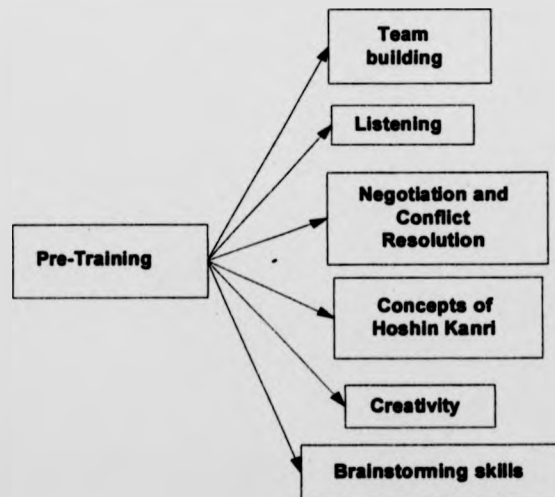 Team
building
Listening
Negotiation and
Conflict
Resolution
Pre-Training
Concepts of
Hoshin Kanri
Creativity
Brainstorming skills